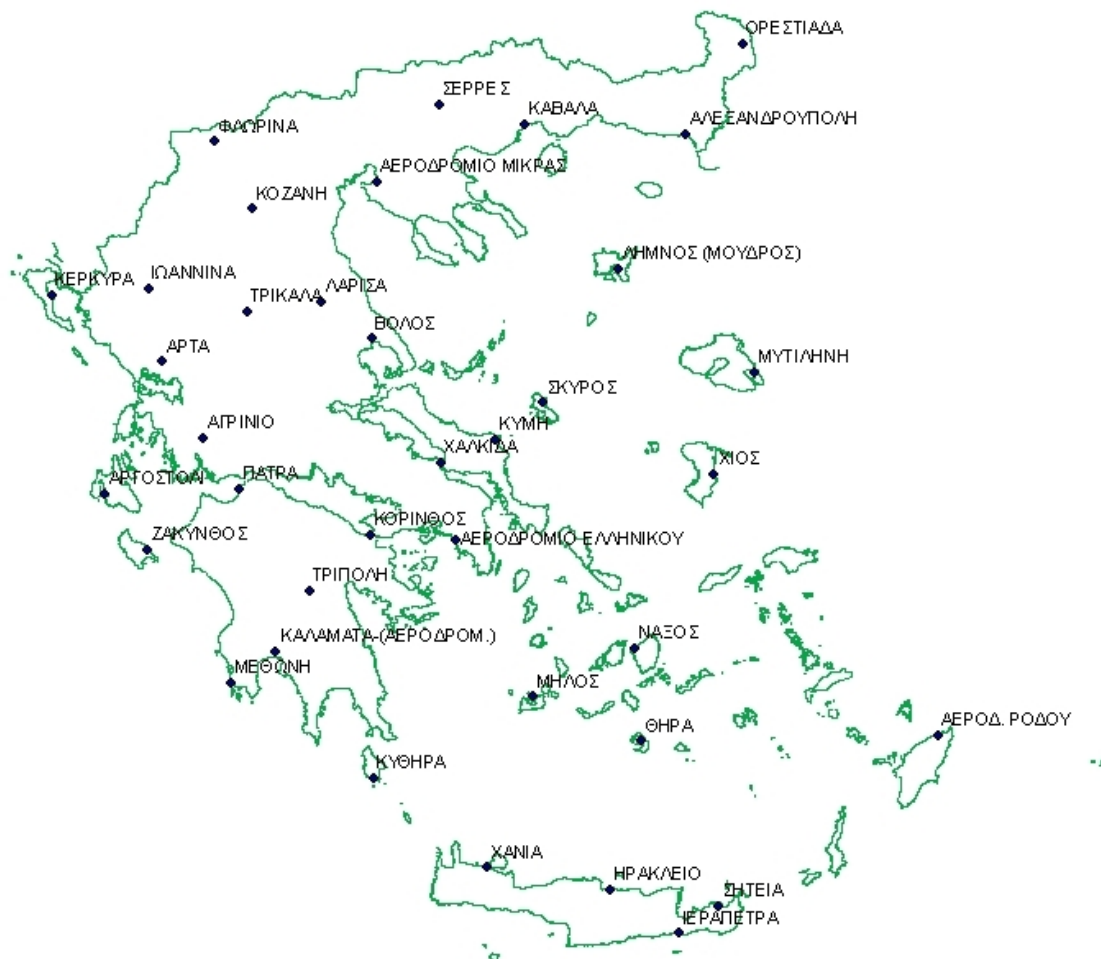 ΟΡΕΣΤΙΑΔΑ
ΣΕΡΡΕΣ
ΚΑΒΑΛΑ
ΑΛΕΞΑΝΔΡΟΥΠΟΛΗ
ΦΛΩΡΙΝΑ
ΑΕΡΟΔΡΟΜΙΟ ΜΙΚΡΑΣ
ΚΟΖΑΝΗ
ΛΗΜΝΟΣ (ΜΟΥΔΡΟΣ)
ΙΩΑΝΝΙΝΑ
ΚΕΡΚΥΡΑ
ΤΡΙΚΑΛΑ
ΛΑΡΙΣΑ
ΒΟΛΟΣ
ΑΡΤΑ
ΜΥΤΙΛΗΝΗ
ΣΚΥΡΟΣ
ΑΓΡΙΝΙΟ
ΚΥΜΗ
ΧΑΛΚΙΔΑ
ΧΙΟΣ
ΑΡΓΟΣΤΟΛΙ
ΠΑΤΡΑ
ΚΟΡΙΝΘΟΣ
ΖΑΚΥΝΘΟΣ
ΑΕΡΟΔΡΟΜΙΟ ΕΛΛΗΝΙΚΟΥ
ΤΡΙΠΟΛΗ
ΚΑΛΑΜΑΤΑ-(ΑΕΡΟΔΡΟΜ.)
ΝΑΞΟΣ
ΜΕΘΩΝΗ
ΜΗΛΟΣ
ΘΗΡΑ
ΑΕΡΟΔ. ΡΟΔΟΥ
ΚΥΘΗΡΑ
ΧΑΝΙΑ
ΗΡΑΚΛΕΙΟ
ΣΗΤΕΙΑ
ΙΕΡΑΠΕΤΡΑ